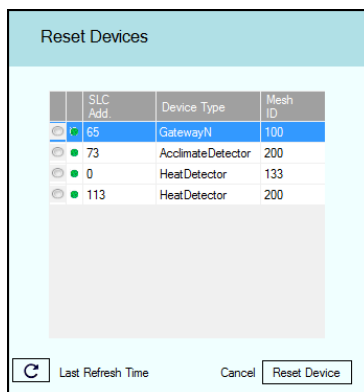 Reset Devices
SLC Add. Device Type Mesh ID
65 GatewayN 100
73 AcclimateDetector 200
0 HeatDetector 133
113 HeatDetector 200
Last Refresh Time Cancel Reset Device